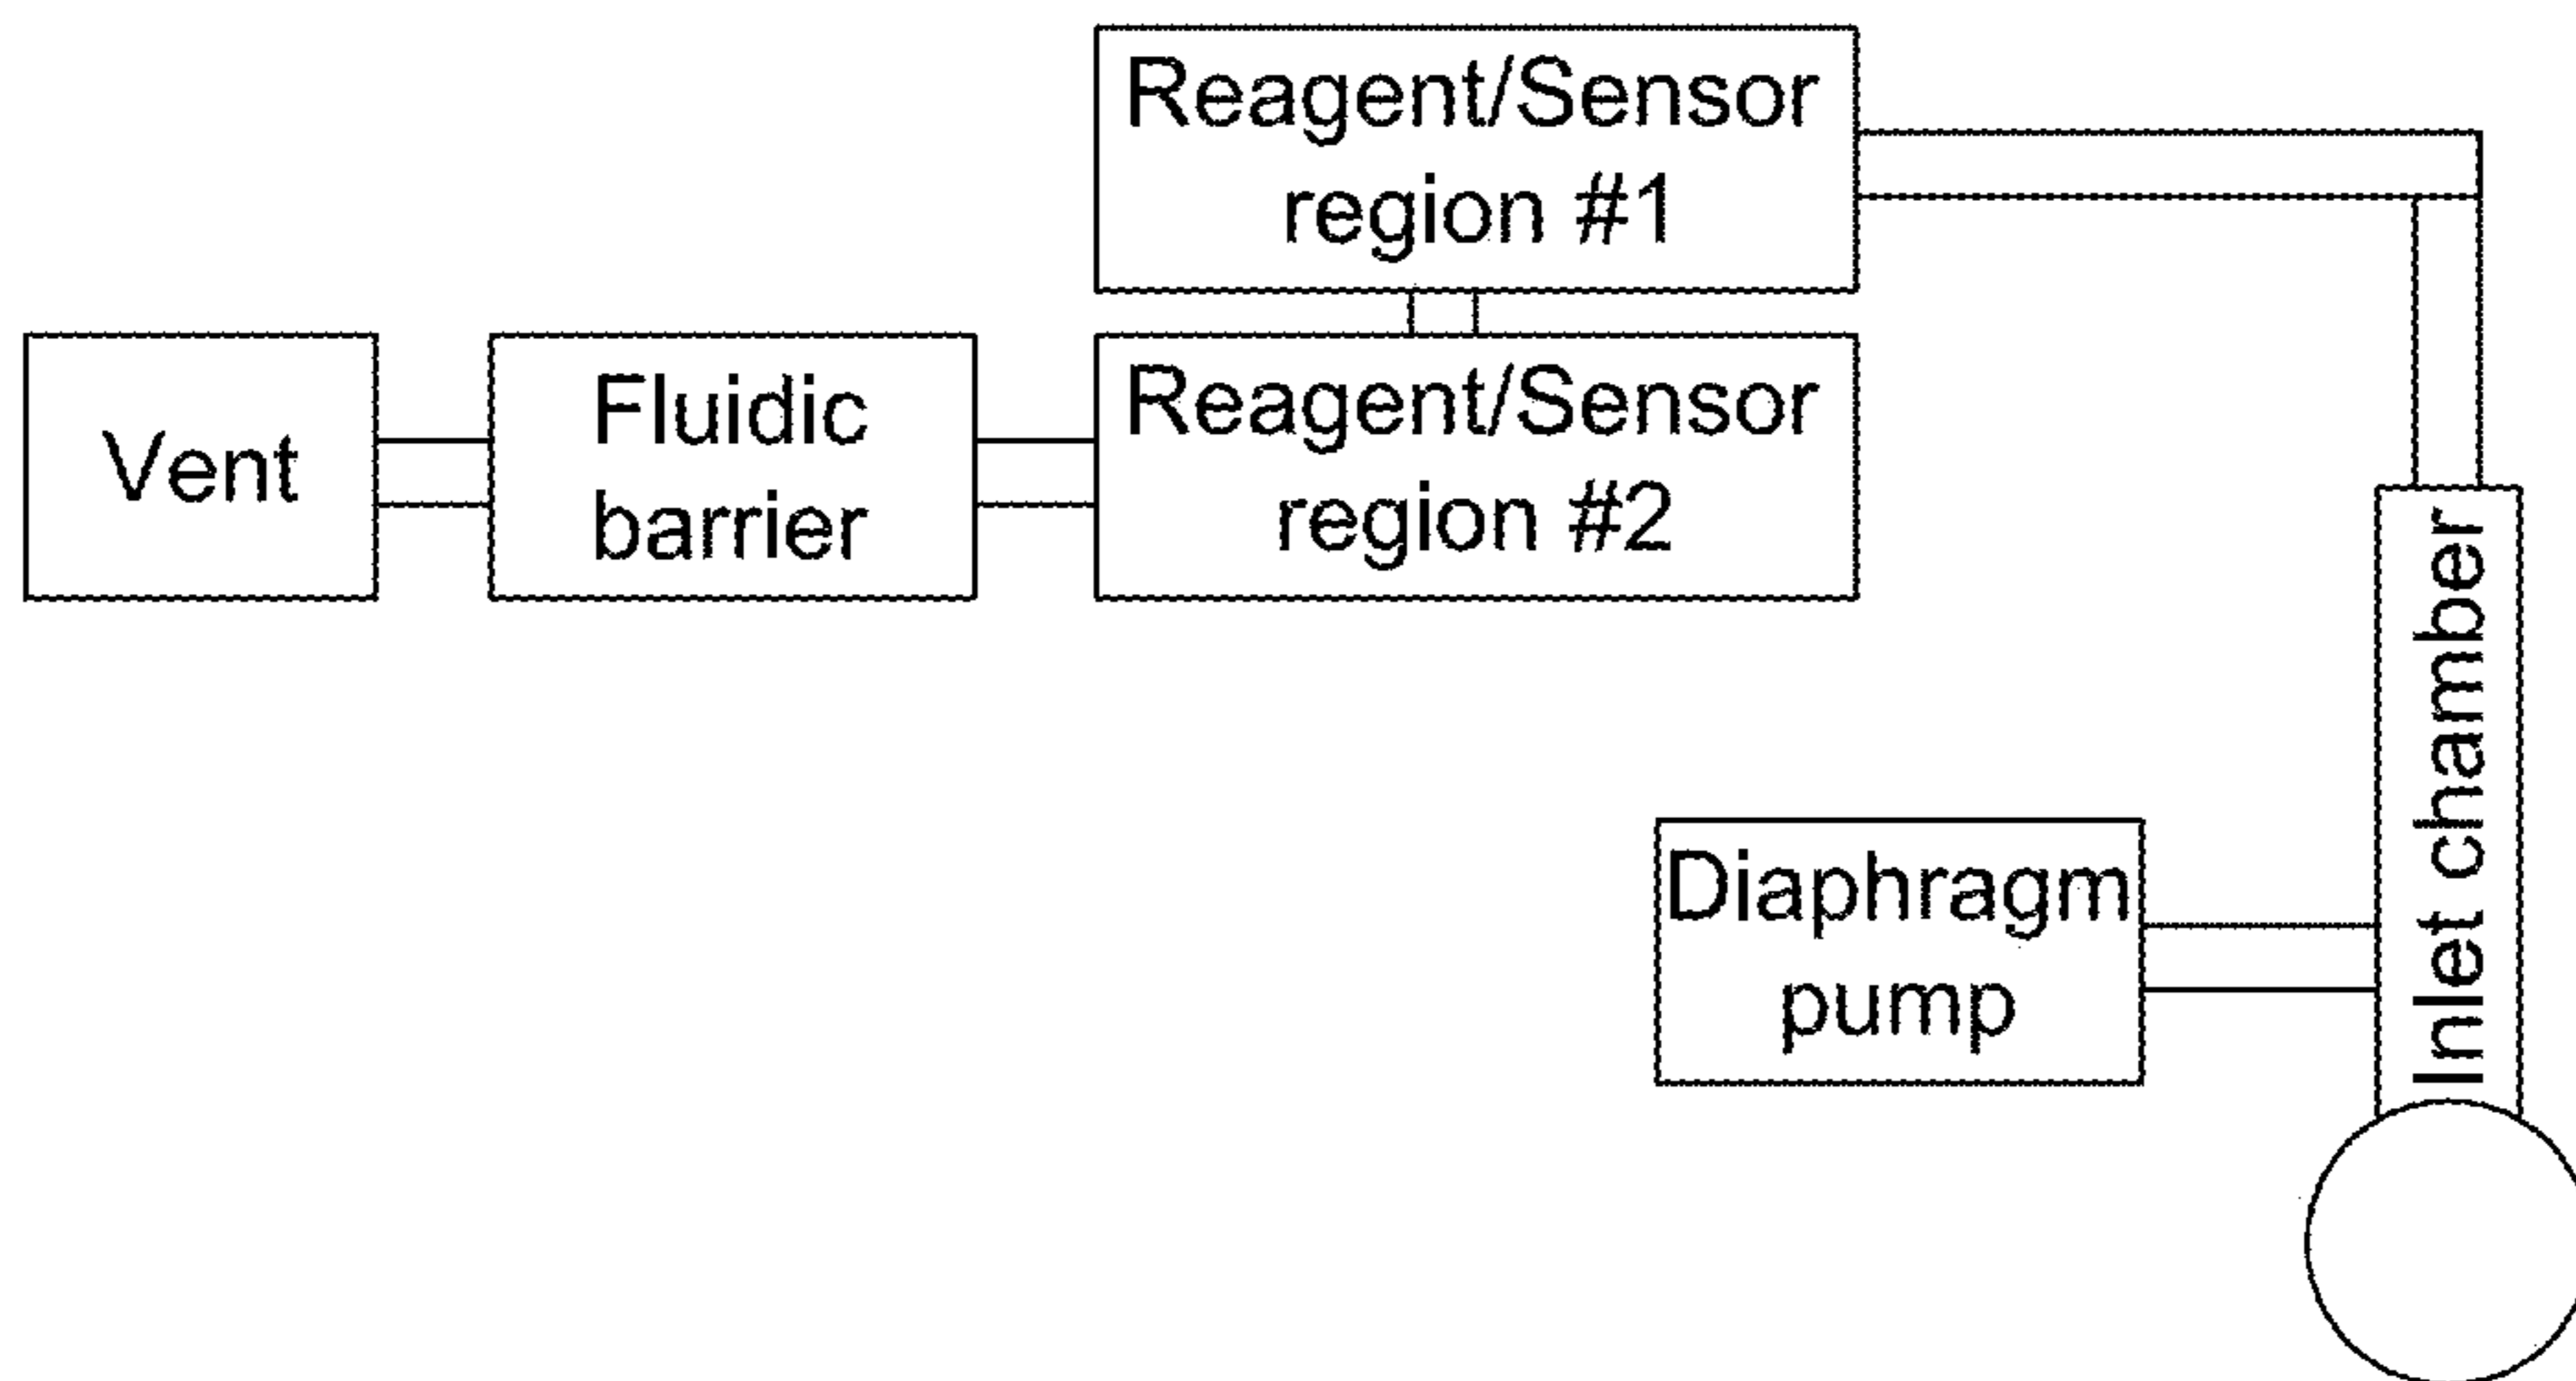 Reagent/Sensor
region #1
Vent
Fluidic
barrier
Reagent/Sensor
region #2
Inlet chamber
Diaphragm
pump